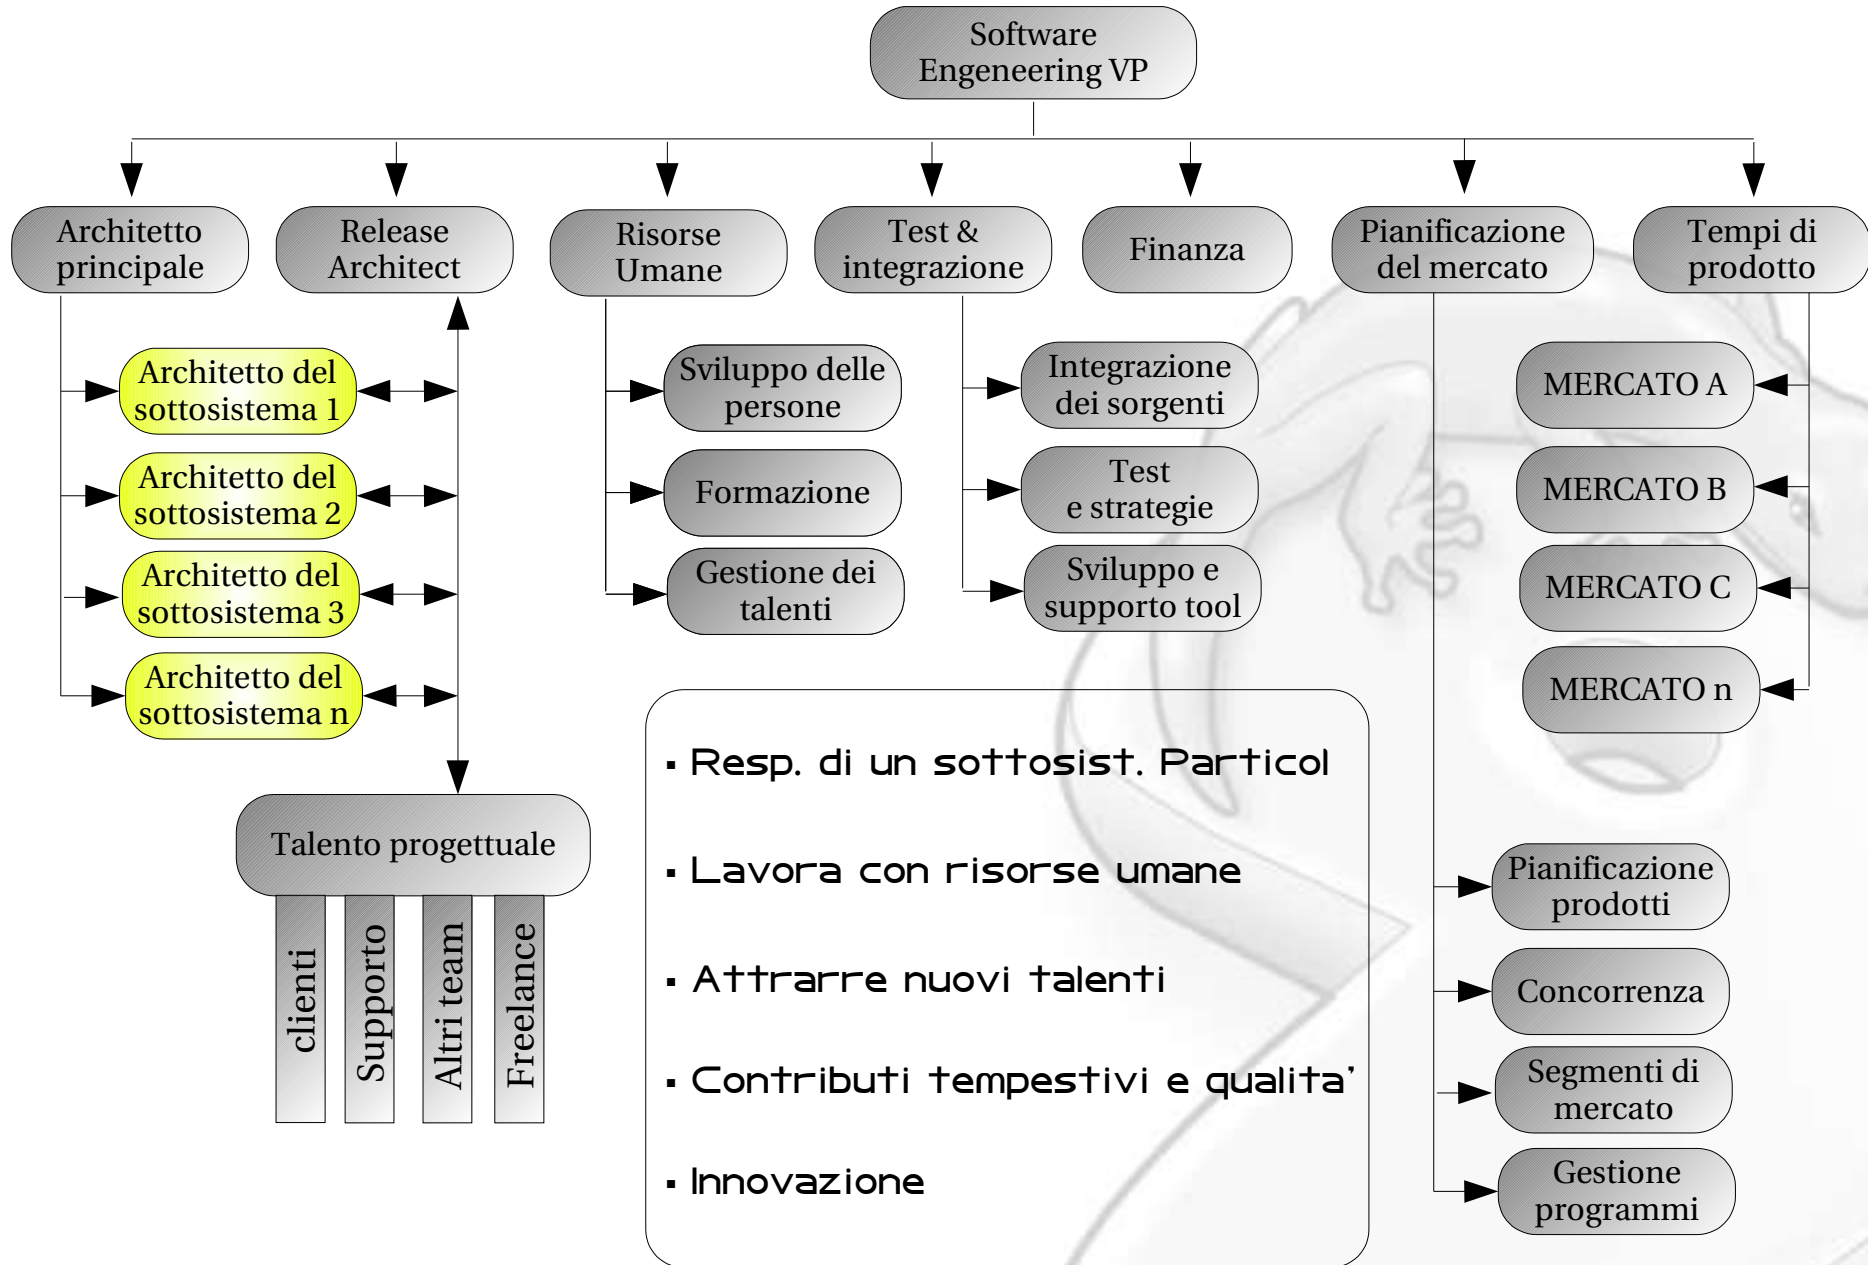 Software
Engeneering VP
Architetto
principale
Release
Architect
Risorse
Umane
Test &
integrazione
Finanza
Pianificazione
del mercato
Tempi di
prodotto
Architetto del
sottosistema 1
Architetto del
sottosistema 2
Architetto del
sottosistema 3
Architetto del
sottosistema n
Talento progettuale
clienti
Supporto
Altri team
Freelance
Sviluppo delle
persone
Formazione
Gestione dei
talenti
Integrazione
dei sorgenti
Test
e strategie
Sviluppo e
supporto tool
▪ Resp. di un sottosist. Particol
▪ Lavora con risorse umane
▪ Attrarre nuovi talenti
▪ Contributi tempestivi e qualita'
▪ Innovazione
Pianificazione
prodotti
Concorrenza
Segmenti di
mercato
Gestione
programmi
MERCATO A
MERCATO B
MERCATO C
MERCATO n